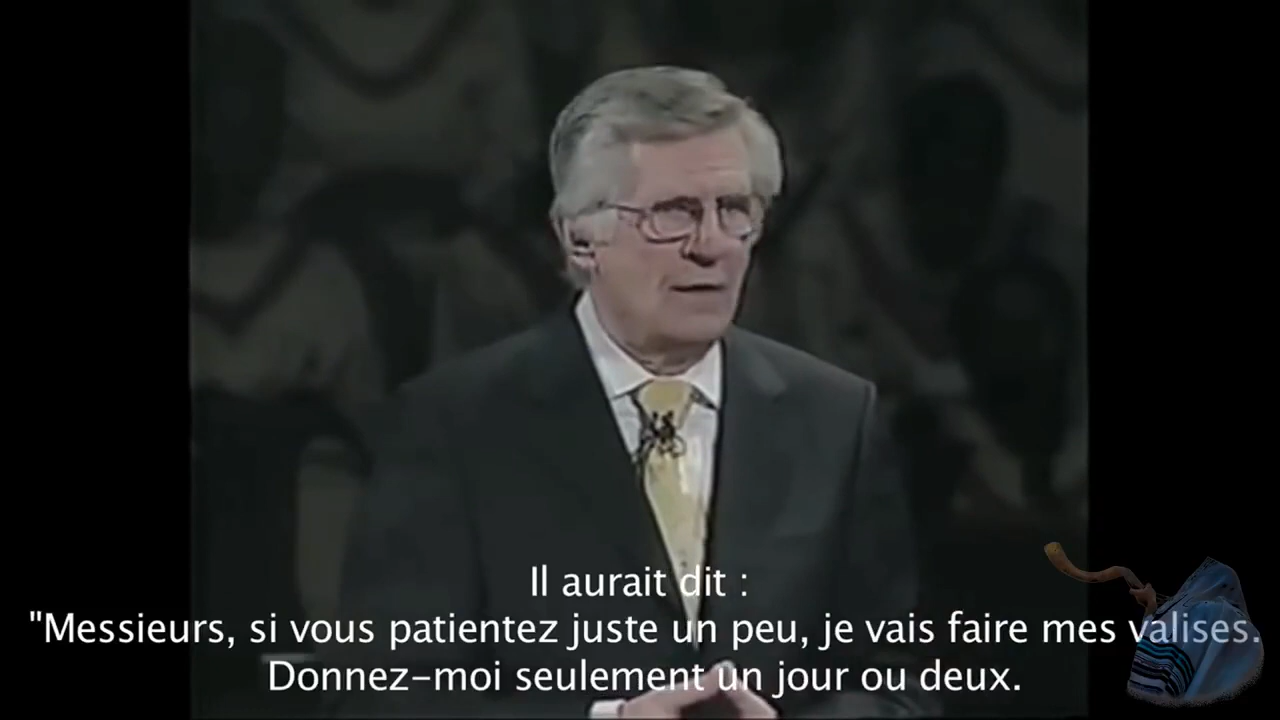 Il aurait dit :
"Messieurs, si vous patientez juste un peu, je vais faire mes valises.
Donnez-moi seulement un jour ou deux.